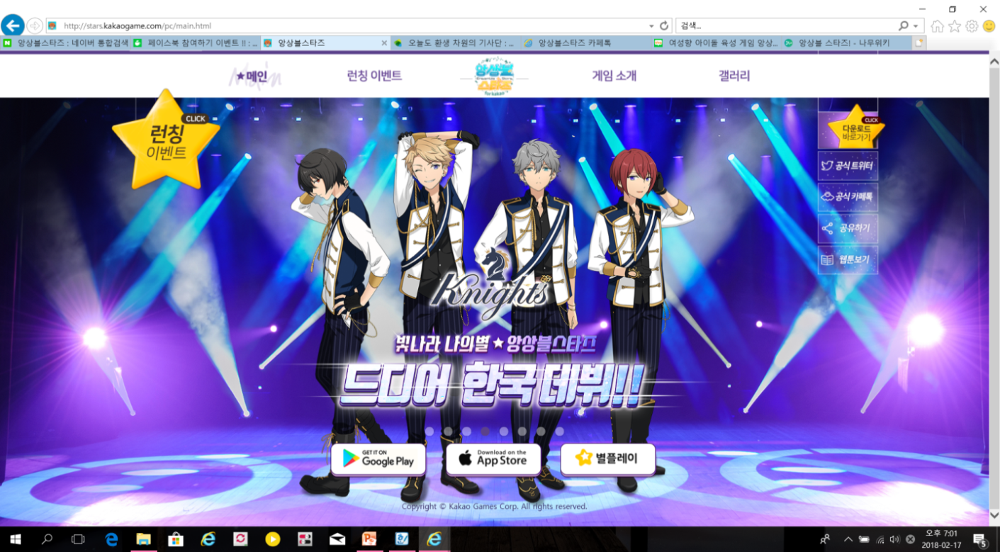 http://stars.kakaogame.com/pc/main.html
검색...
앙상블스타즈 : 네이버 통합검색
페이스북 참여하기 이벤트 !! : ...
앙상블스타즈
오늘도 환생 차원의 기사단 : ...
앙상블스타즈 카페톡
여성향 아이돌 육성 게임 앙상...
앙상블 스타즈! - 나무위키
★메인
Main
런칭 이벤트
앙상블
스타즈
for kakao
게임 소개
갤러리
CLICK
런칭
이벤트
CLICK
다운로드
바로가기
공식 트위터
공식 카페톡
공유하기
웹툰보기
Knights
빛나라 나의별 ★ 앙상블스타즈
드디어 한국 데뷔!!
GET IT ON
Google Play
Download on the
App Store
별플레이
Copyright © Kakao Games Corp. All rights reserved.
오후 7:01
2018-02-17
5